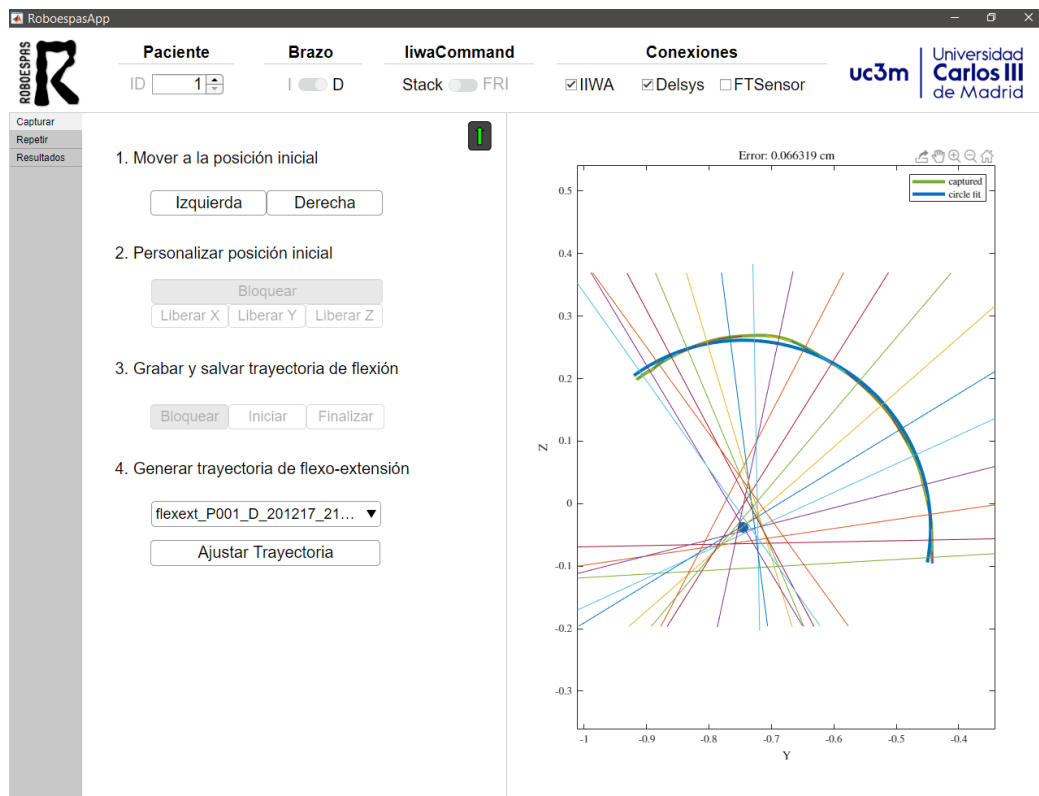 RoboespasApp
ROBOESPAS
Paciente
ID 1
Brazo
I D
IiwaCommand
Stack FRI
Conexiones
IIWA Delsys FTSensor
uc3m
Universidad
Carlos III
de Madrid
Capturar
Repetir
Resultados
1. Mover a la posición inicial
Izquierda Derecha
2. Personalizar posición inicial
Bloquear
Liberar X Liberar Y Liberar Z
3. Grabar y salvar trayectoria de flexión
Bloquear Iniciar Finalizar
4. Generar trayectoria de flexo-extensión
flexext_P001_D_201217_21...
Ajustar Trayectoria
Error: 0.066319 cm
captured
circle fit
0.5
0.4
0.3
0.2
0.1
0
-0.1
-0.2
-0.3
Z
-1 -0.9 -0.8 -0.7 -0.6 -0.5 -0.4
Y